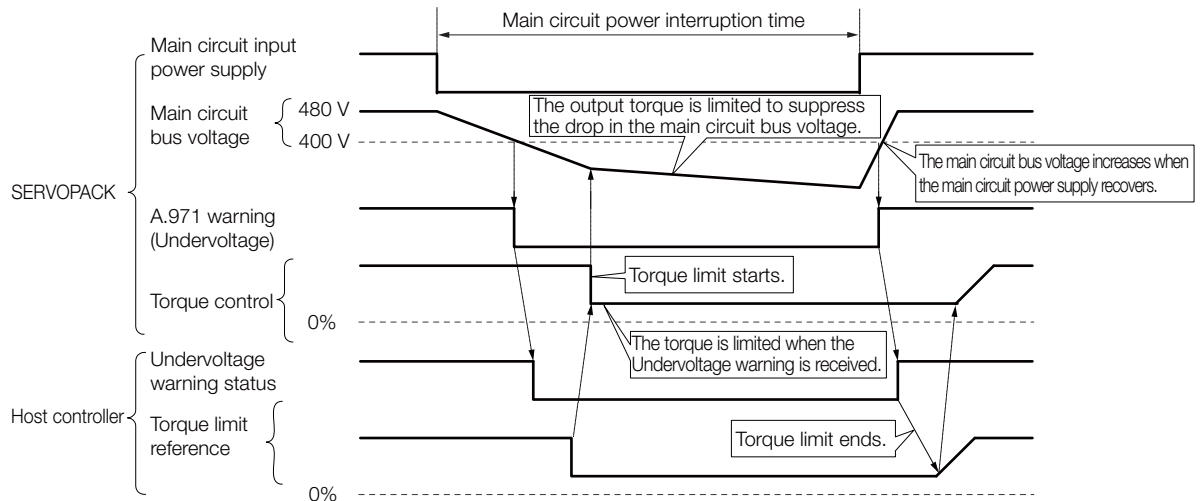 Main circuit power interruption time
Main circuit input
power supply
Main circuit
bus voltage
480 V
400 V
The output torque is limited to suppress
the drop in the main circuit bus voltage.
The main circuit bus voltage increases when
the main circuit power supply recovers.
SERVOPACK
A.971 warning
(Undervoltage)
Torque limit starts.
Torque control
0%
The torque is limited when the
Undervoltage warning is received.
Undervoltage
warning status
Host controller
Torque limit
reference
Torque limit ends.
0%